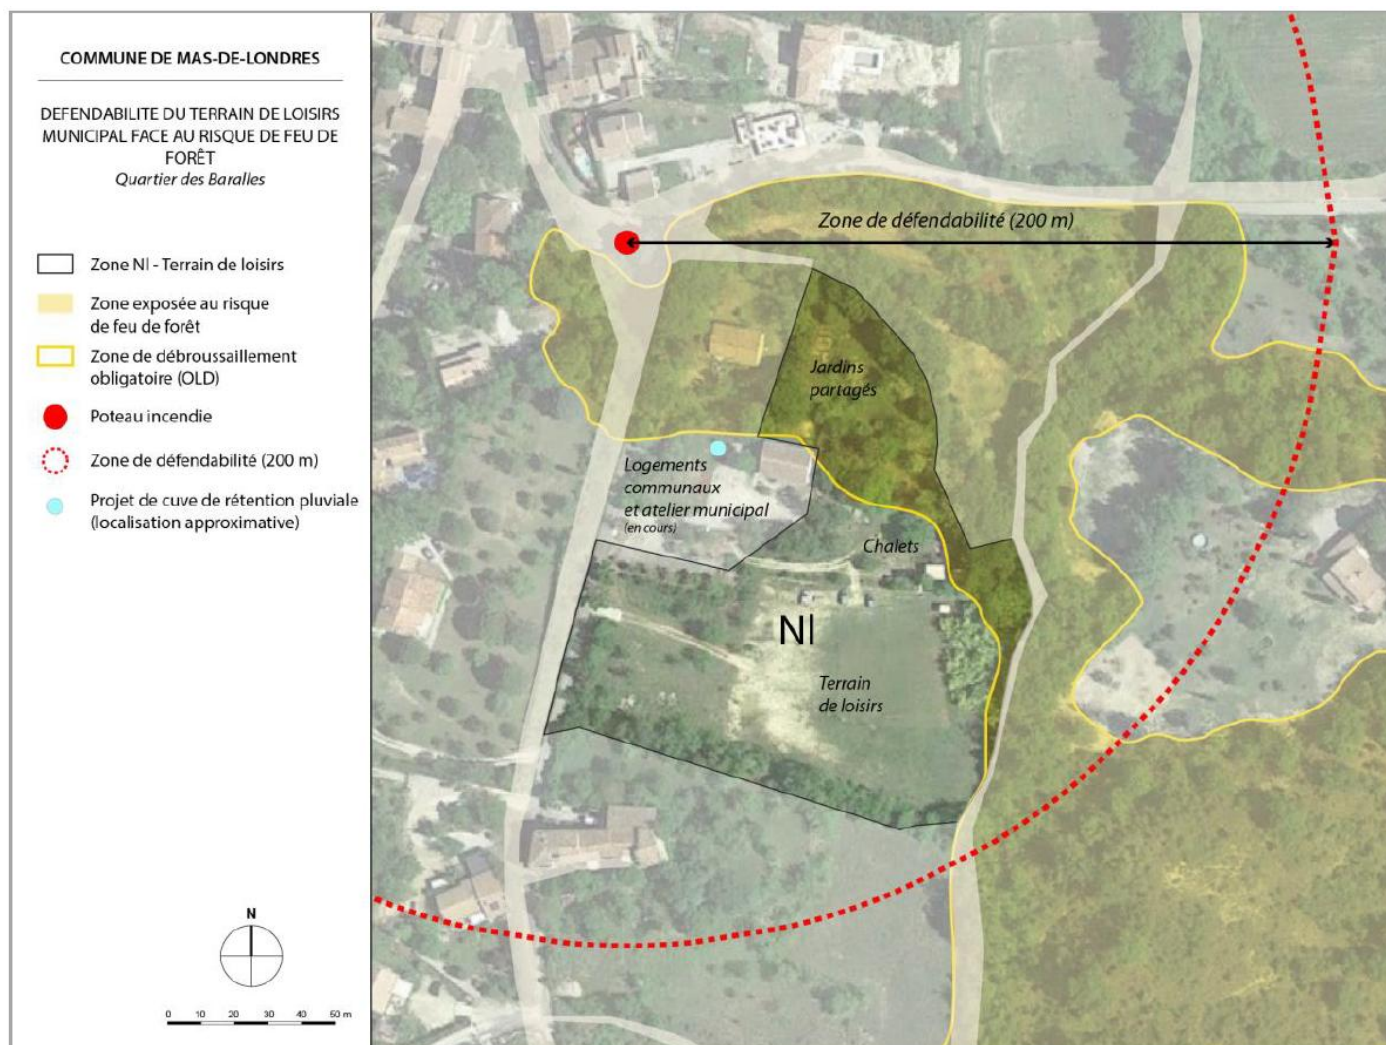 COMMUNE DE MAS-DE-LONDRES
DEFENDABILITE DU TERRAIN DE LOISIRS
MUNICIPAL FACE AU RISQUE DE FEU DE
FORÊT
Quartier des Baralles
Zone Nl - Terrain de loisirs
Zone exposée au risque
de feu de forêt
Zone de débroussaillement
obligatoire (OLD)
Poteau incendie
Zone de défendabilité (200 m)
Projet de cuve de rétention pluviale
(localisation approximative)
N
0 10 20 30 40 50 m
Zone de défendabilité (200 m)
Jardins
partagés
Logements
communaux
et atelier municipal
(en cours)
Chalets
Nl
Terrain
de loisirs